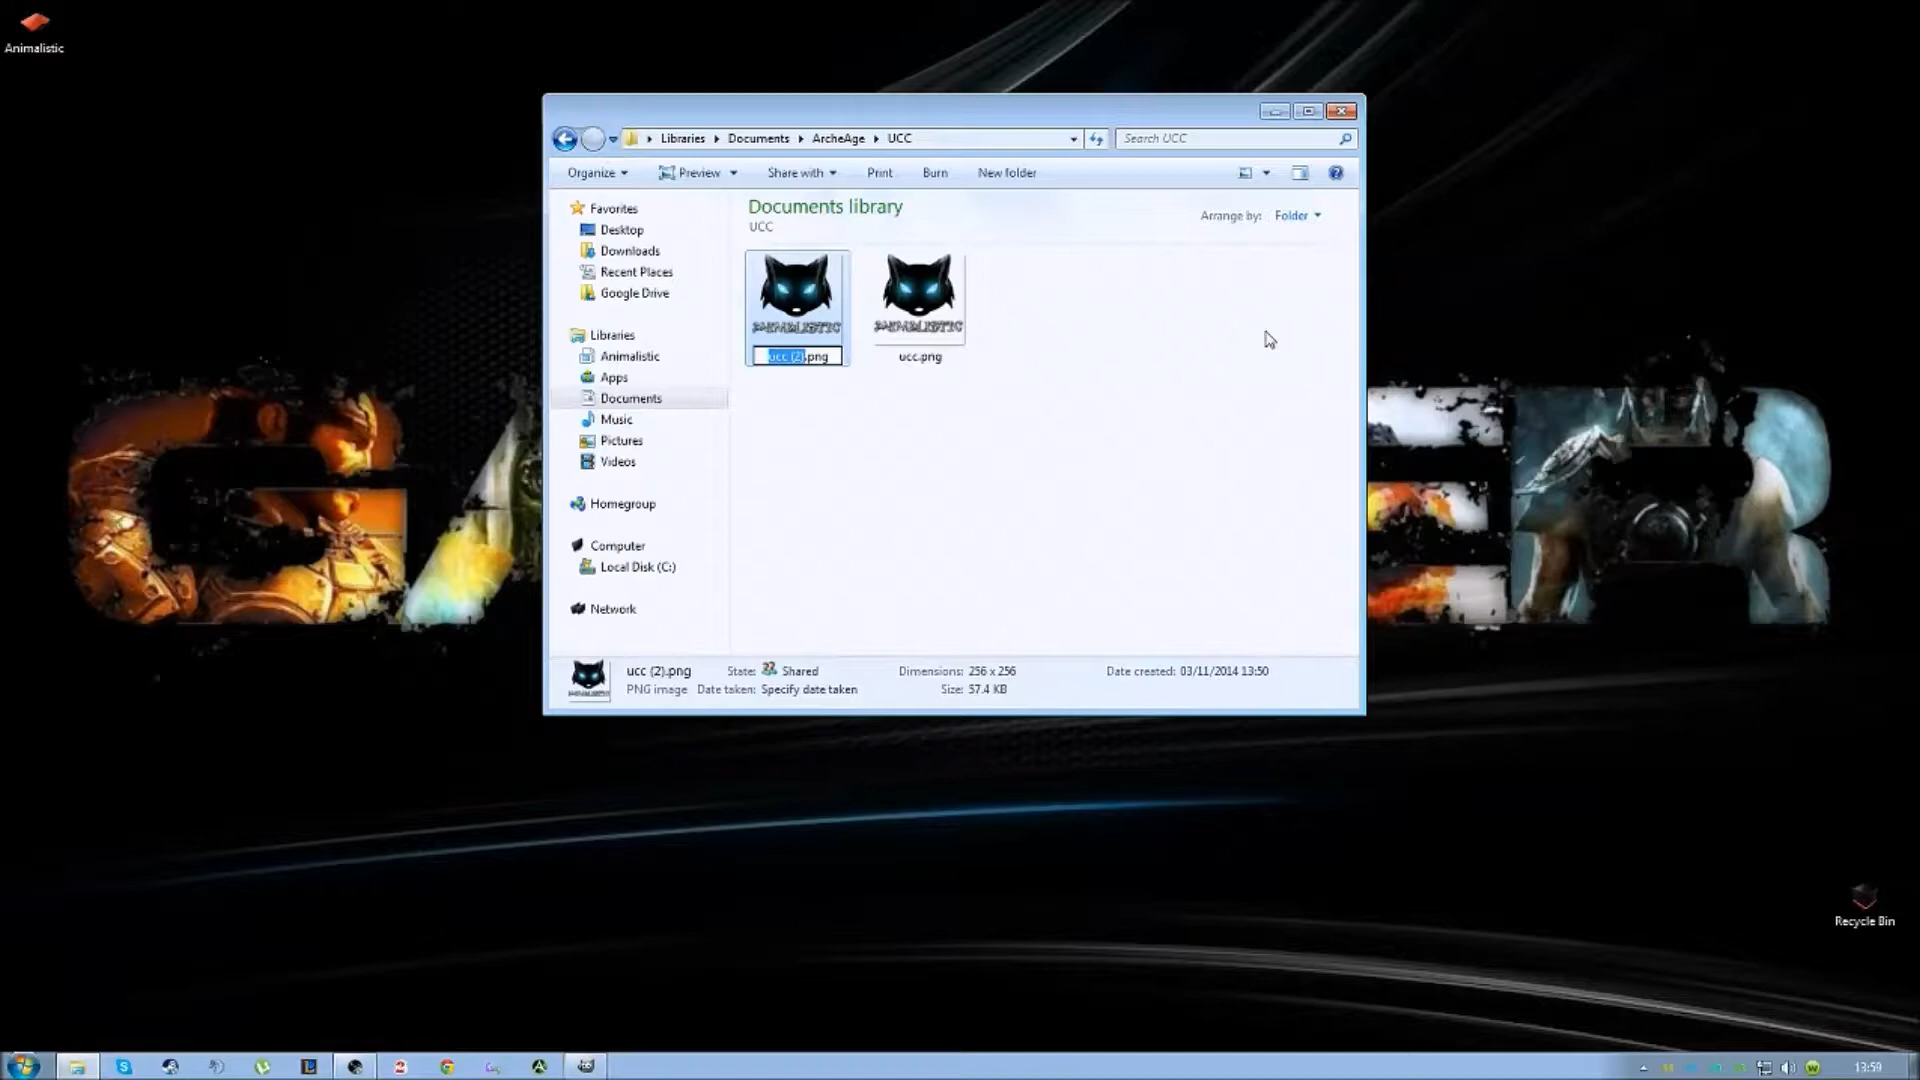 Animalistic
Libraries Documents ArcheAge UCC
Search UCC
Organize Preview Share with Print Burn New folder
Favorites
Desktop
Downloads
Recent Places
Google Drive
Libraries
Animalistic
Apps
Documents
Music
Pictures
Videos
Homegroup
Computer
Local Disk (C:)
Network
Documents library
UCC
Arrange by: Folder
ANIMALISTIC
ANIMALISTIC
ucc (2).png
ucc.png
ucc (2).png State: Shared Dimensions: 256 x 256 Date created: 03/11/2014 13:50
PNG image Date taken: Specify date taken Size: 57.4 KB
Recycle Bin
13:59